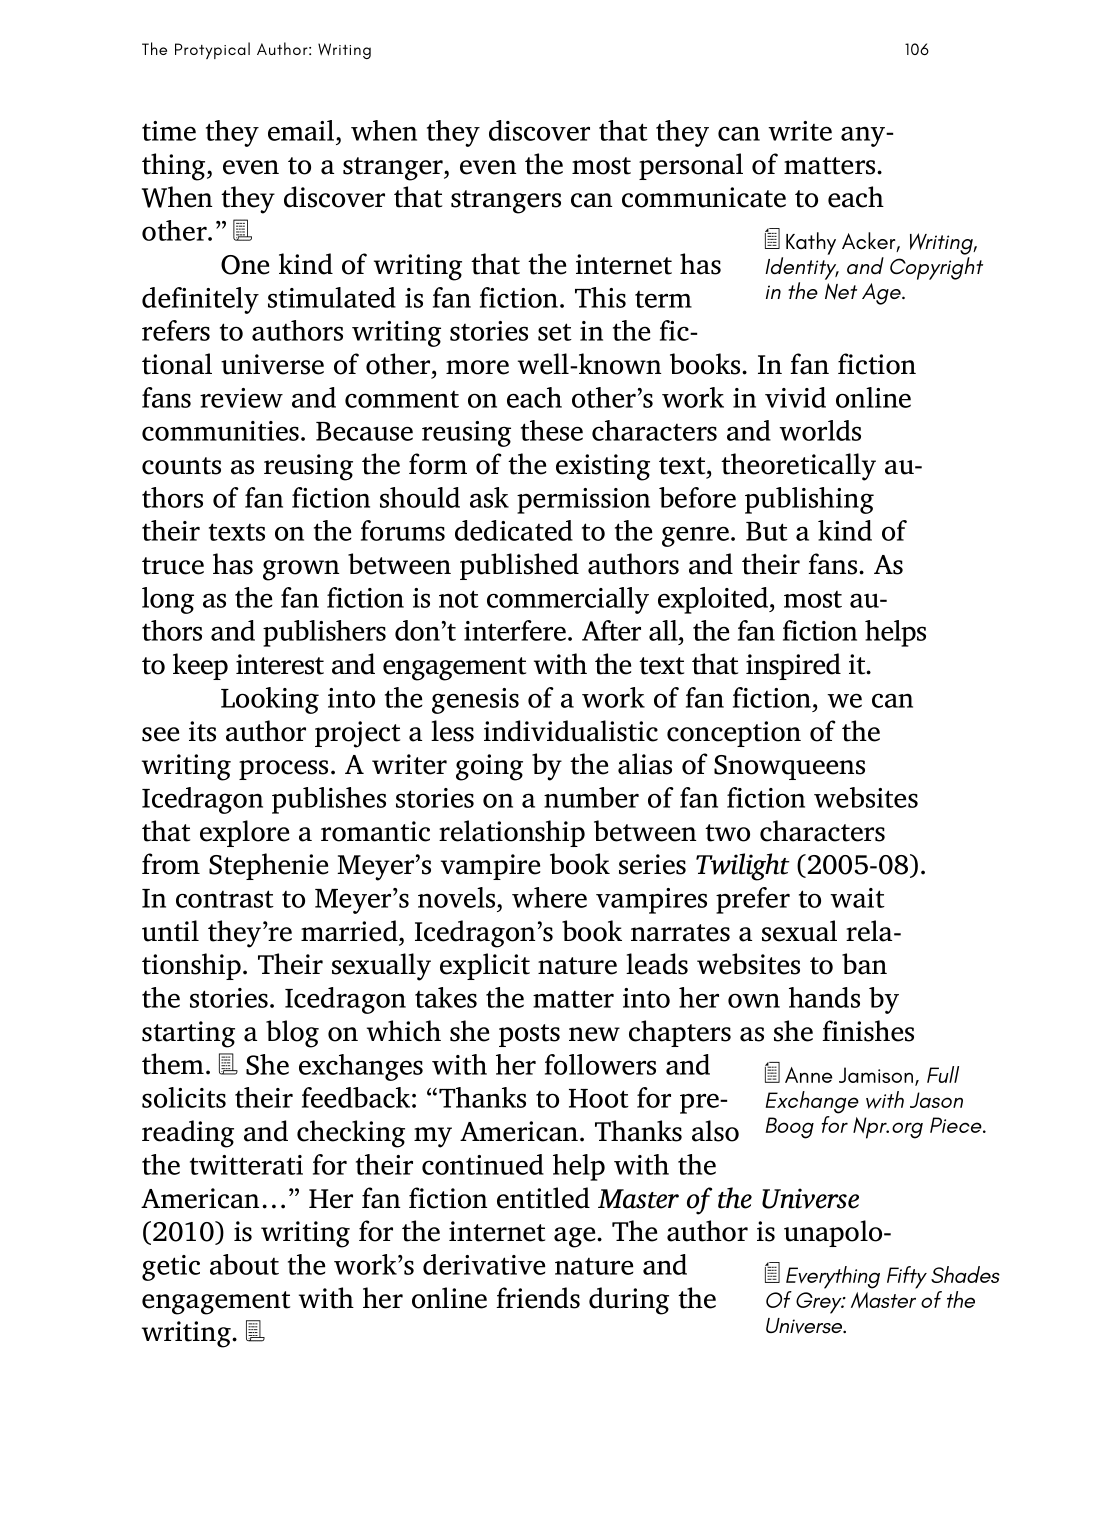 The Protypical Author: Writing
106
time they email, when they discover that they can write any-
thing, even to a stranger, even the most personal of matters.
When they discover that strangers can communicate to each
other.”
Kathy Acker, Writing,
Identity, and Copyright
in the Net Age.
One kind of writing that the internet has
definitely stimulated is fan fiction. This term
refers to authors writing stories set in the fic-
tional universe of other, more well-known books. In fan fiction
fans review and comment on each other’s work in vivid online
communities. Because reusing these characters and worlds
counts as reusing the form of the existing text, theoretically au-
thors of fan fiction should ask permission before publishing
their texts on the forums dedicated to the genre. But a kind of
truce has grown between published authors and their fans. As
long as the fan fiction is not commercially exploited, most au-
thors and publishers don’t interfere. After all, the fan fiction helps
to keep interest and engagement with the text that inspired it.
Looking into the genesis of a work of fan fiction, we can
see its author project a less individualistic conception of the
writing process. A writer going by the alias of Snowqueens
Icedragon publishes stories on a number of fan fiction websites
that explore a romantic relationship between two characters
from Stephenie Meyer’s vampire book series Twilight (2005-08).
In contrast to Meyer’s novels, where vampires prefer to wait
until they’re married, Icedragon’s book narrates a sexual rela-
tionship. Their sexually explicit nature leads websites to ban
the stories. Icedragon takes the matter into her own hands by
starting a blog on which she posts new chapters as she finishes
them. She exchanges with her followers and
solicits their feedback: “Thanks to Hoot for pre-
reading and checking my American. Thanks also
the twitterati for their continued help with the
Anne Jamison, Full
Exchange with Jason
Boog for Npr.org Piece.
American…” Her fan fiction entitled Master of the Universe
(2010) is writing for the internet age. The author is unapolo-
getic about the work’s derivative nature and
engagement with her online friends during the
writing.
Everything Fifty Shades
Of Grey: Master of the
Universe.